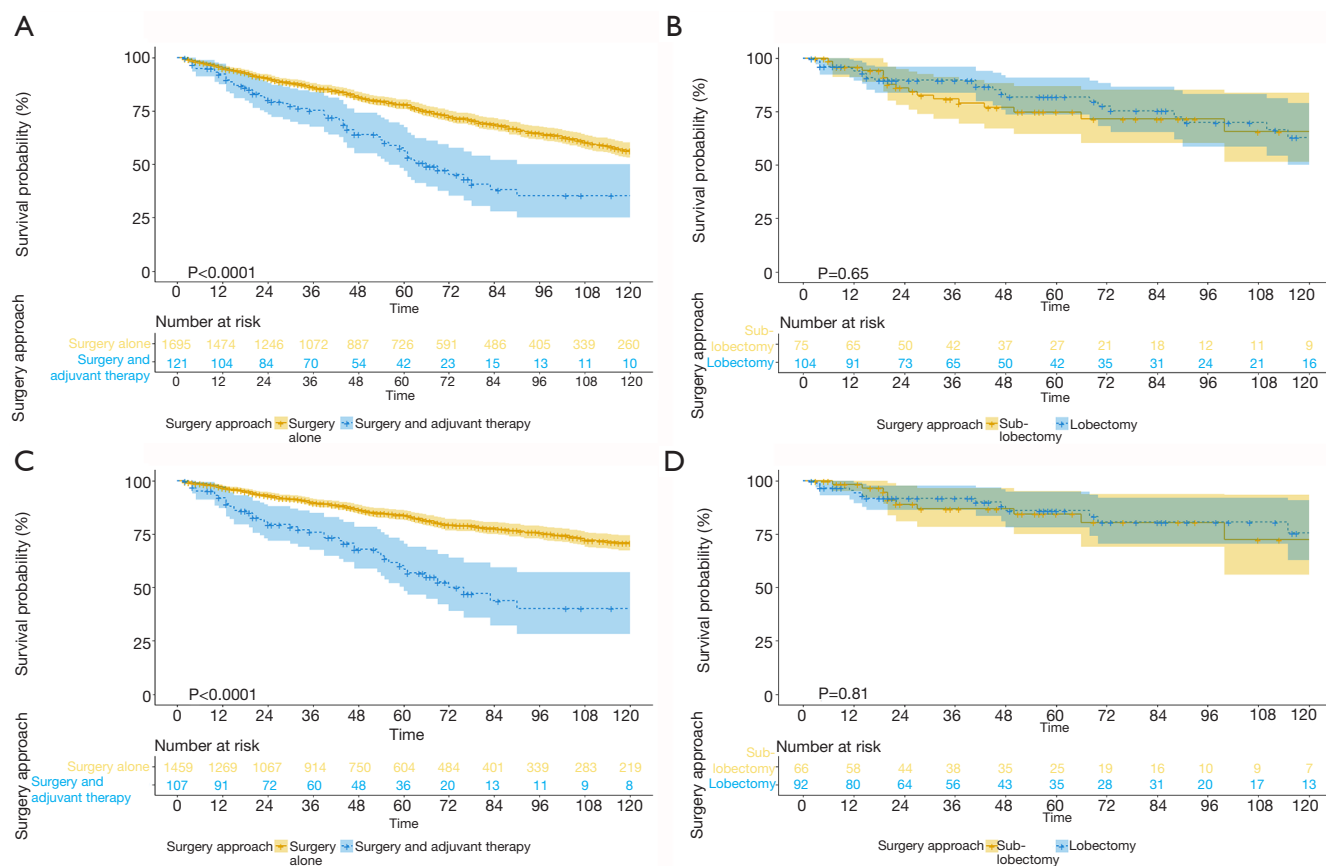 A
Survival probability (%)
100
75
50
25
0
P<0.0001
0 12 24 36 48 60 72 84 96 108 120
Time
Surgery approach
Number at risk
Surgery alone 1695 1474 1246 1072 887 726 591 486 405 339 260
Surgery and
adjuvant therapy 121 104 84 70 54 42 23 15 13 11 10
0 12 24 36 48 60 72 84 96 108 120
Time
Surgery approach Surgery alone Surgery and adjuvant therapy
B
Survival probability (%)
100
75
50
25
0
P=0.65
0 12 24 36 48 60 72 84 96 108 120
Time
Surgery approach
Number at risk
Sub-
lobectomy 75 65 50 42 37 27 21 18 12 11 9
Lobectomy 104 91 73 65 50 42 35 31 24 21 16
0 12 24 36 48 60 72 84 96 108 120
Time
Surgery approach Sub-lobectomy Lobectomy
C
Survival probability (%)
100
75
50
25
0
P<0.0001
0 12 24 36 48 60 72 84 96 108 120
Time
Surgery approach
Number at risk
Surgery alone 1459 1269 1067 914 750 604 484 401 339 283 219
Surgery and
adjuvant therapy 107 91 72 60 48 36 20 13 11 9 8
0 12 24 36 48 60 72 84 96 108 120
Time
Surgery approach Surgery alone Surgery and adjuvant therapy
D
Survival probability (%)
100
75
50
25
0
P=0.81
0 12 24 36 48 60 72 84 96 108 120
Time
Surgery approach
Number at risk
Sub-
lobectomy 66 58 44 38 35 25 19 16 10 9 7
Lobectomy 92 80 64 56 43 35 28 31 20 17 13
0 12 24 36 48 60 72 84 96 108 120
Time
Surgery approach Sub-lobectomy Lobectomy